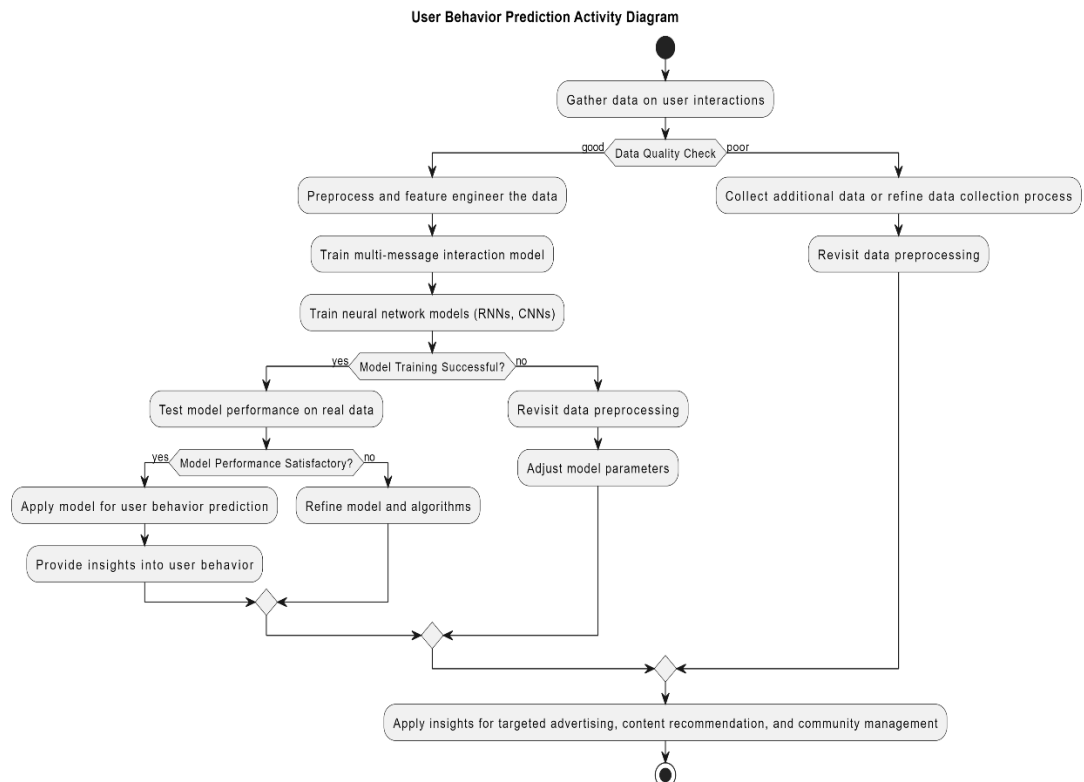 User Behavior Prediction Activity Diagram
Gather data on user interactions
good
Data Quality Check
poor
Preprocess and feature engineer the data
Collect additional data or refine data collection process
Train multi-message interaction model
Revisit data preprocessing
Train neural network models (RNNs, CNNs)
yes
Model Training Successful?
no
Test model performance on real data
Revisit data preprocessing
yes
Model Performance Satisfactory?
no
Adjust model parameters
Apply model for user behavior prediction
Refine model and algorithms
Provide insights into user behavior
Apply insights for targeted advertising, content recommendation, and community management